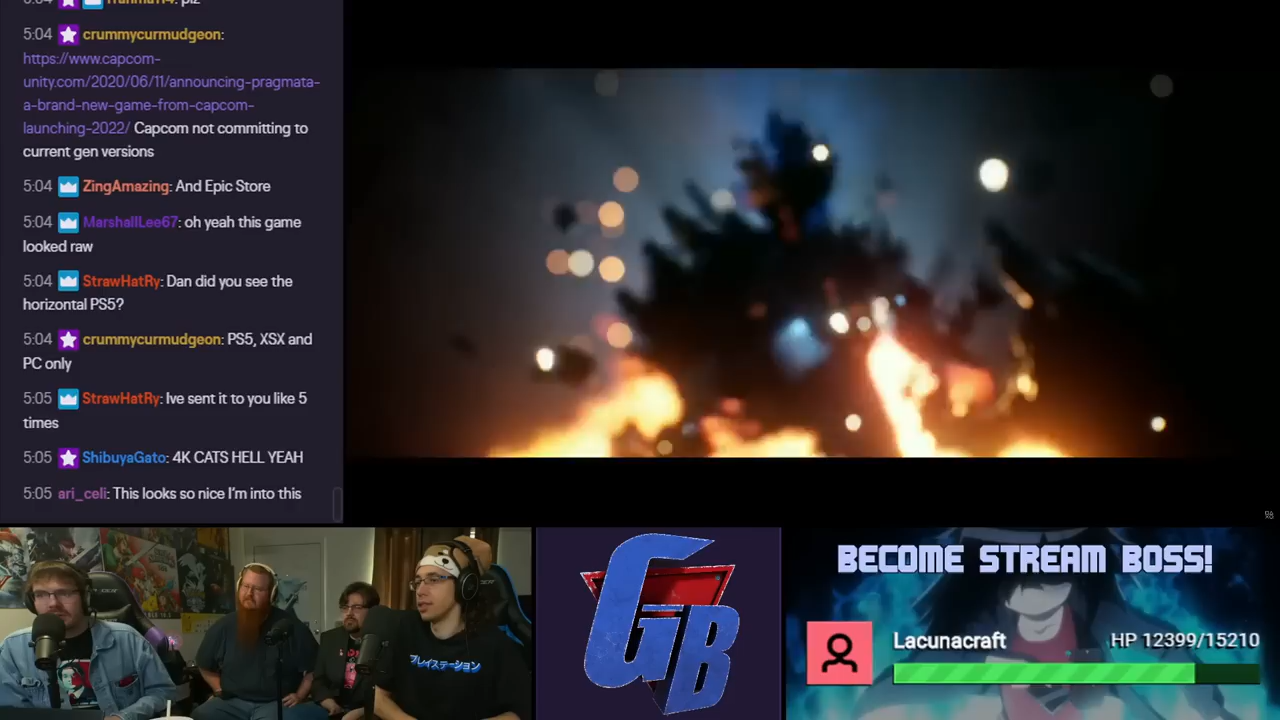 crummycurmudgeon:
https://www.capcom-
unity.com/2020/06/11/announcing-pragmata-
a-brand-new-game-from-capcom-
launching-2022/ Capcom not committing to
current gen versions
5:04 ZingAmazing: And Epic Store
5:04 MarshallLee67: oh yeah this game
looked raw
5:04 StrawHatRy: Dan did you see the
horizontal PS5?
5:04 crummycurmudgeon: PS5, XSX and
PC only
5:05 StrawHatRy: Ive sent it to you like 5
times
5:05 ShibuyaGato: 4K CATS HELL YEAH
5:05 ari_celi: This looks so nice I'm into this
プレイステーション
GB
BECOME STREAM BOSS!
Lacunacraft HP 12399/15210